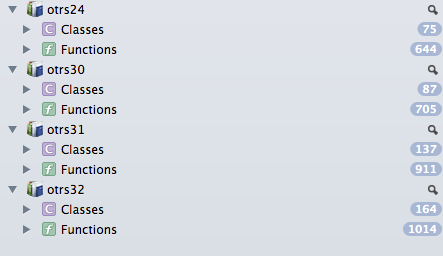 otrs24
C Classes 75
f Functions 644
otrs30
C Classes 87
f Functions 705
otrs31
C Classes 137
f Functions 911
otrs32
C Classes 164
f Functions 1014